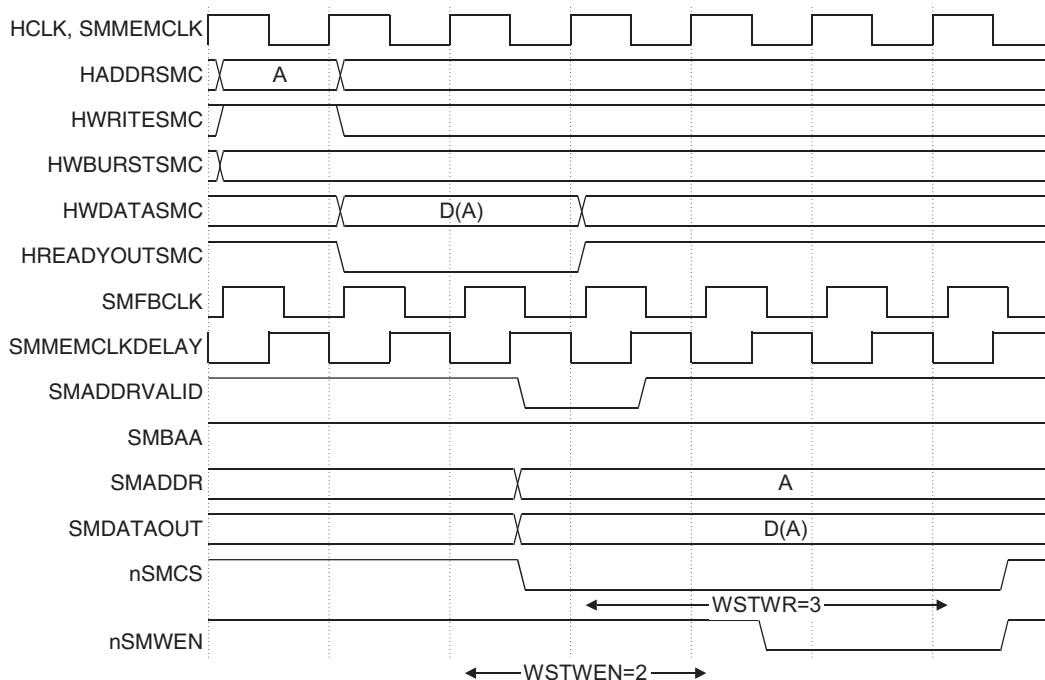 HCLK, SMMEMCLK
HADDRSMC
A
HWRITESMC
HWBURSTSMC
HWDATASMC
D(A)
HREADYOUTSMC
SMFBCLK
SMMEMCLKDELAY
SMADDRVALID
SMBAA
SMADDR
A
SMDATAOUT
D(A)
nSMCS
WSTWR=3
nSMWEN
WSTWEN=2